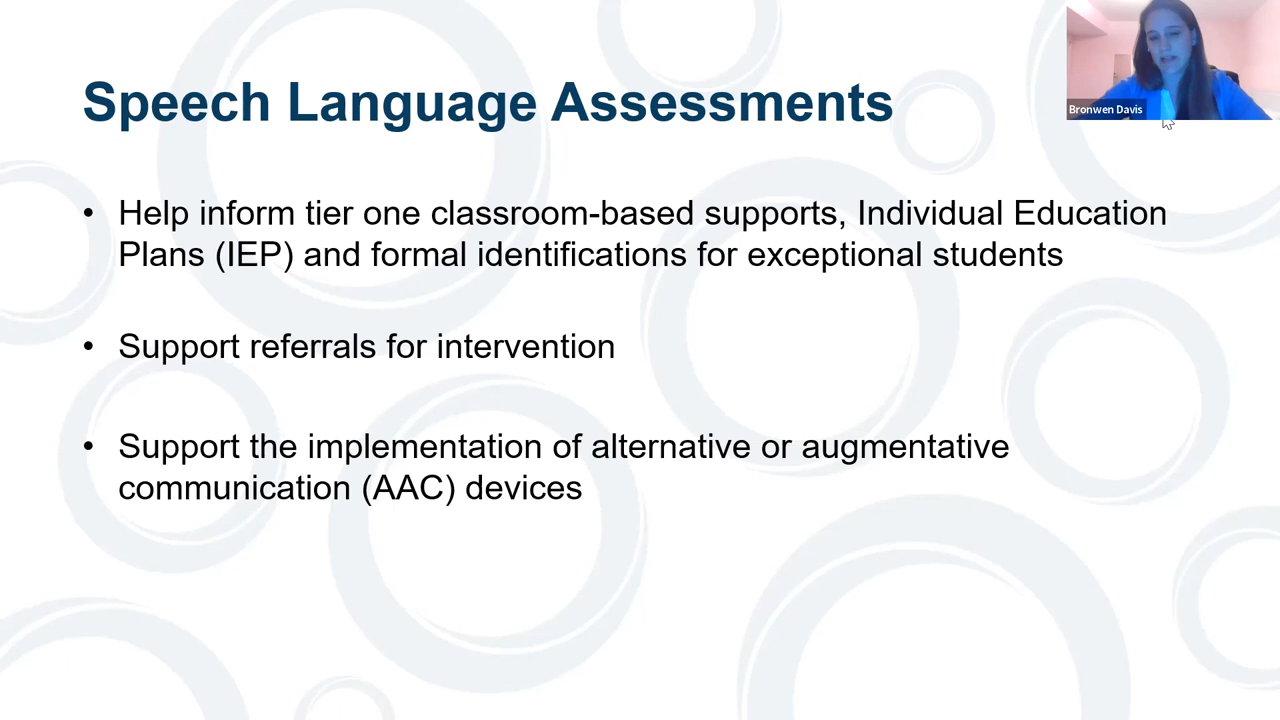 Speech Language Assessments
Bronwen Davis
• Help inform tier one classroom-based supports, Individual Education
Plans (IEP) and formal identifications for exceptional students
• Support referrals for intervention
• Support the implementation of alternative or augmentative
communication (AAC) devices